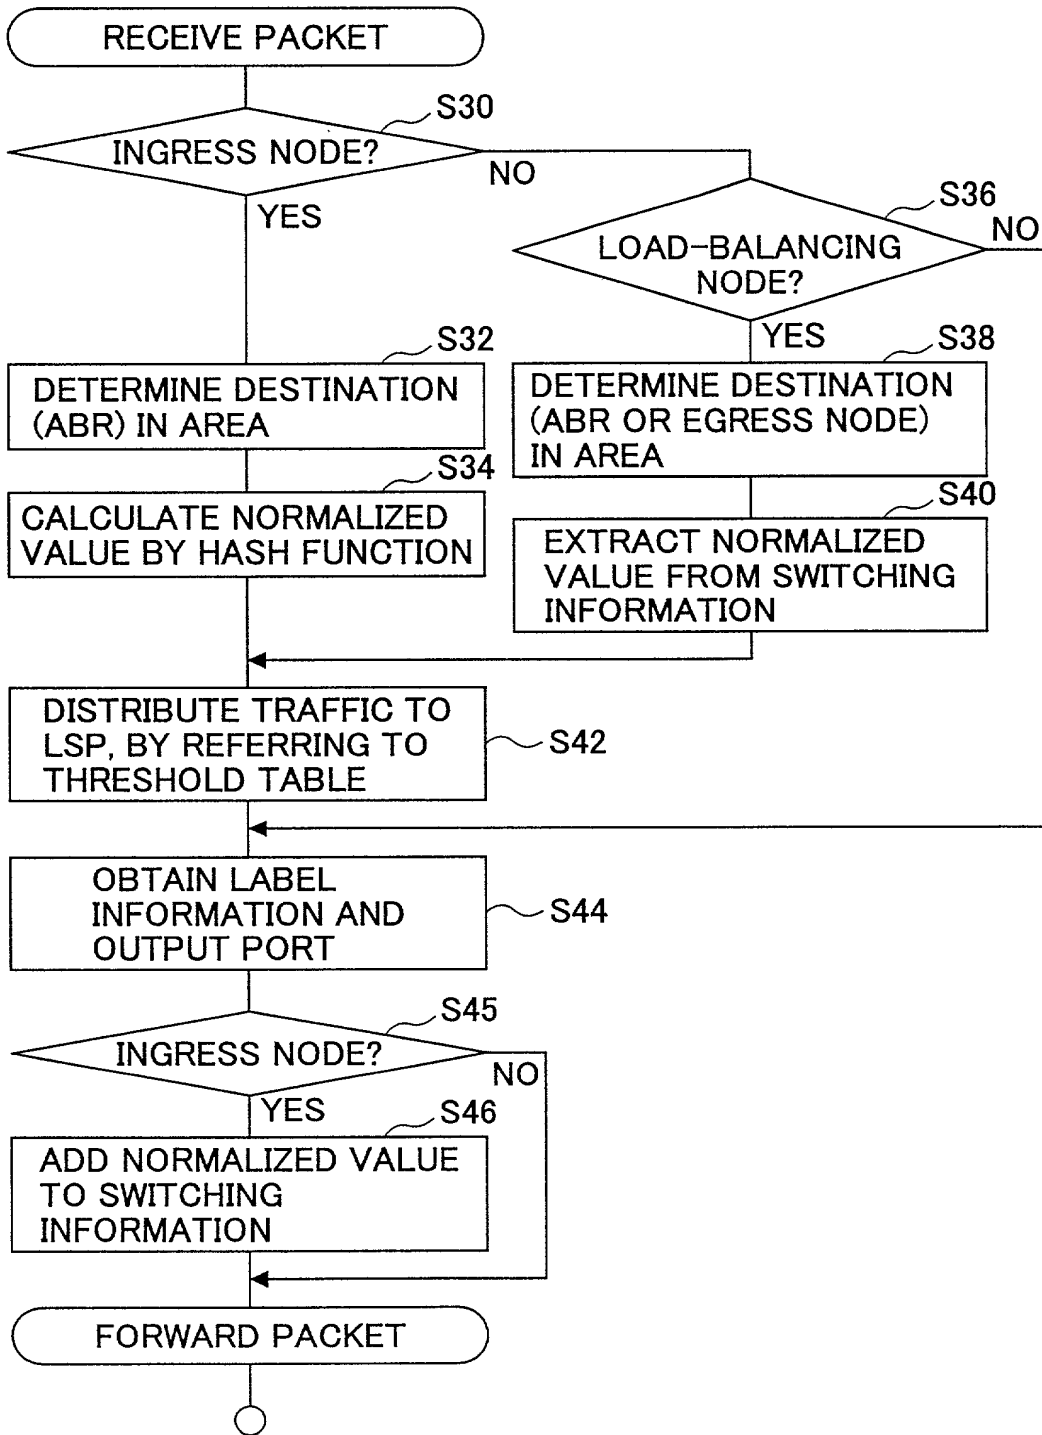 RECEIVE PACKET
S30
INGRESS NODE?
NO
YES
S36
NO
LOAD-BALANCING
NODE?
YES
S32
DETERMINE DESTINATION
(ABR) IN AREA
S38
DETERMINE DESTINATION
(ABR OR EGRESS NODE)
IN AREA
S34
CALCULATE NORMALIZED
VALUE BY HASH FUNCTION
S40
EXTRACT NORMALIZED
VALUE FROM SWITCHING
INFORMATION
DISTRIBUTE TRAFFIC TO
LSP, BY REFERRING TO
THRESHOLD TABLE
S42
OBTAIN LABEL
INFORMATION AND
OUTPUT PORT
S44
S45
INGRESS NODE?
NO
YES
S46
ADD NORMALIZED VALUE
TO SWITCHING
INFORMATION
FORWARD PACKET